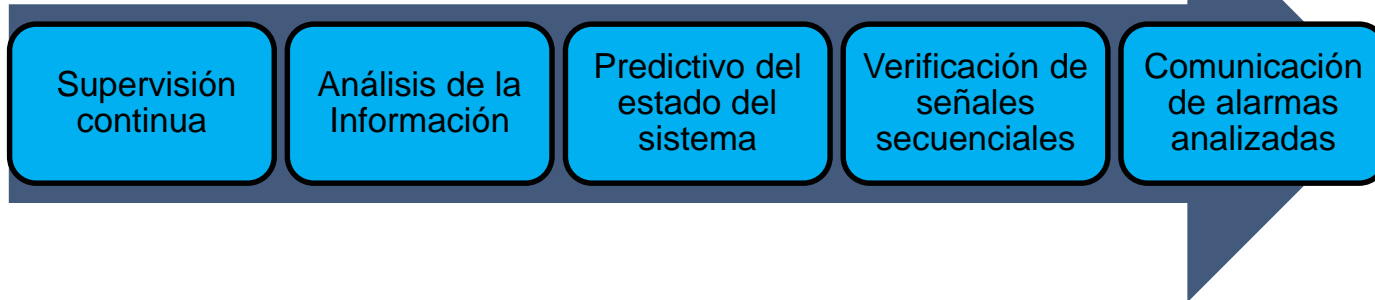 Supervisión
continua
Análisis de la
Información
Predictivo del
estado del
sistema
Verificación de
señales
secuenciales
Comunicación
de alarmas
analizadas